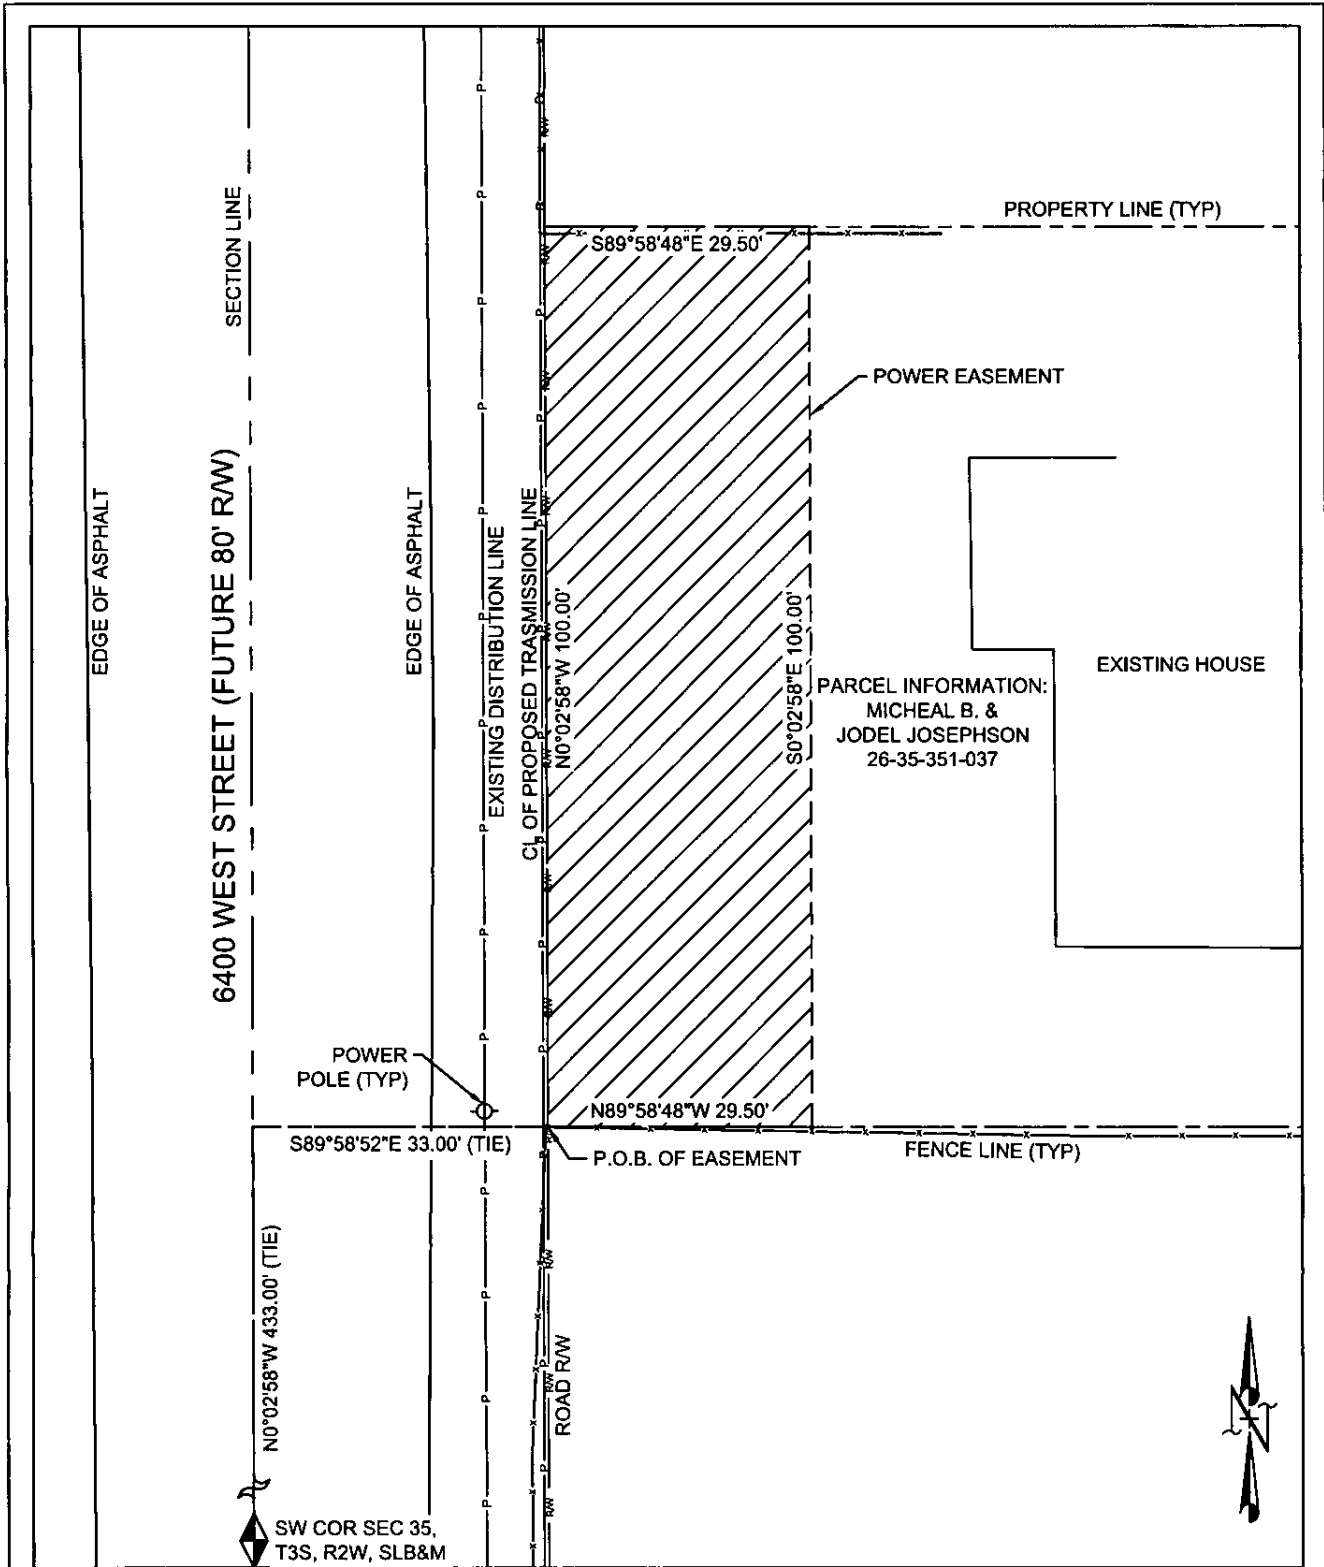 PROPERTY LINE (TYP)
SECTION LINE
S89°58'48"E 29.50'
POWER EASEMENT
EDGE OF ASPHALT
6400 WEST STREET (FUTURE 80' R/W)
EDGE OF ASPHALT
EXISTING DISTRIBUTION LINE
CL OF PROPOSED TRASMISSION LINE
N0°02'58"W 100.00'
S0°02'58"E 100.00'
EXISTING HOUSE
PARCEL INFORMATION:
MICHEAL B. &
JODEL JOSEPHSON
26-35-351-037
POWER
POLE (TYP)
N89°58'48"W 29.50'
S89°58'52"E 33.00' (TIE)
P.O.B. OF EASEMENT
FENCE LINE (TYP)
N0°02'58"W 433.00' (TIE)
ROAD R/W
SW COR SEC 35,
T3S, R2W, SLB&M